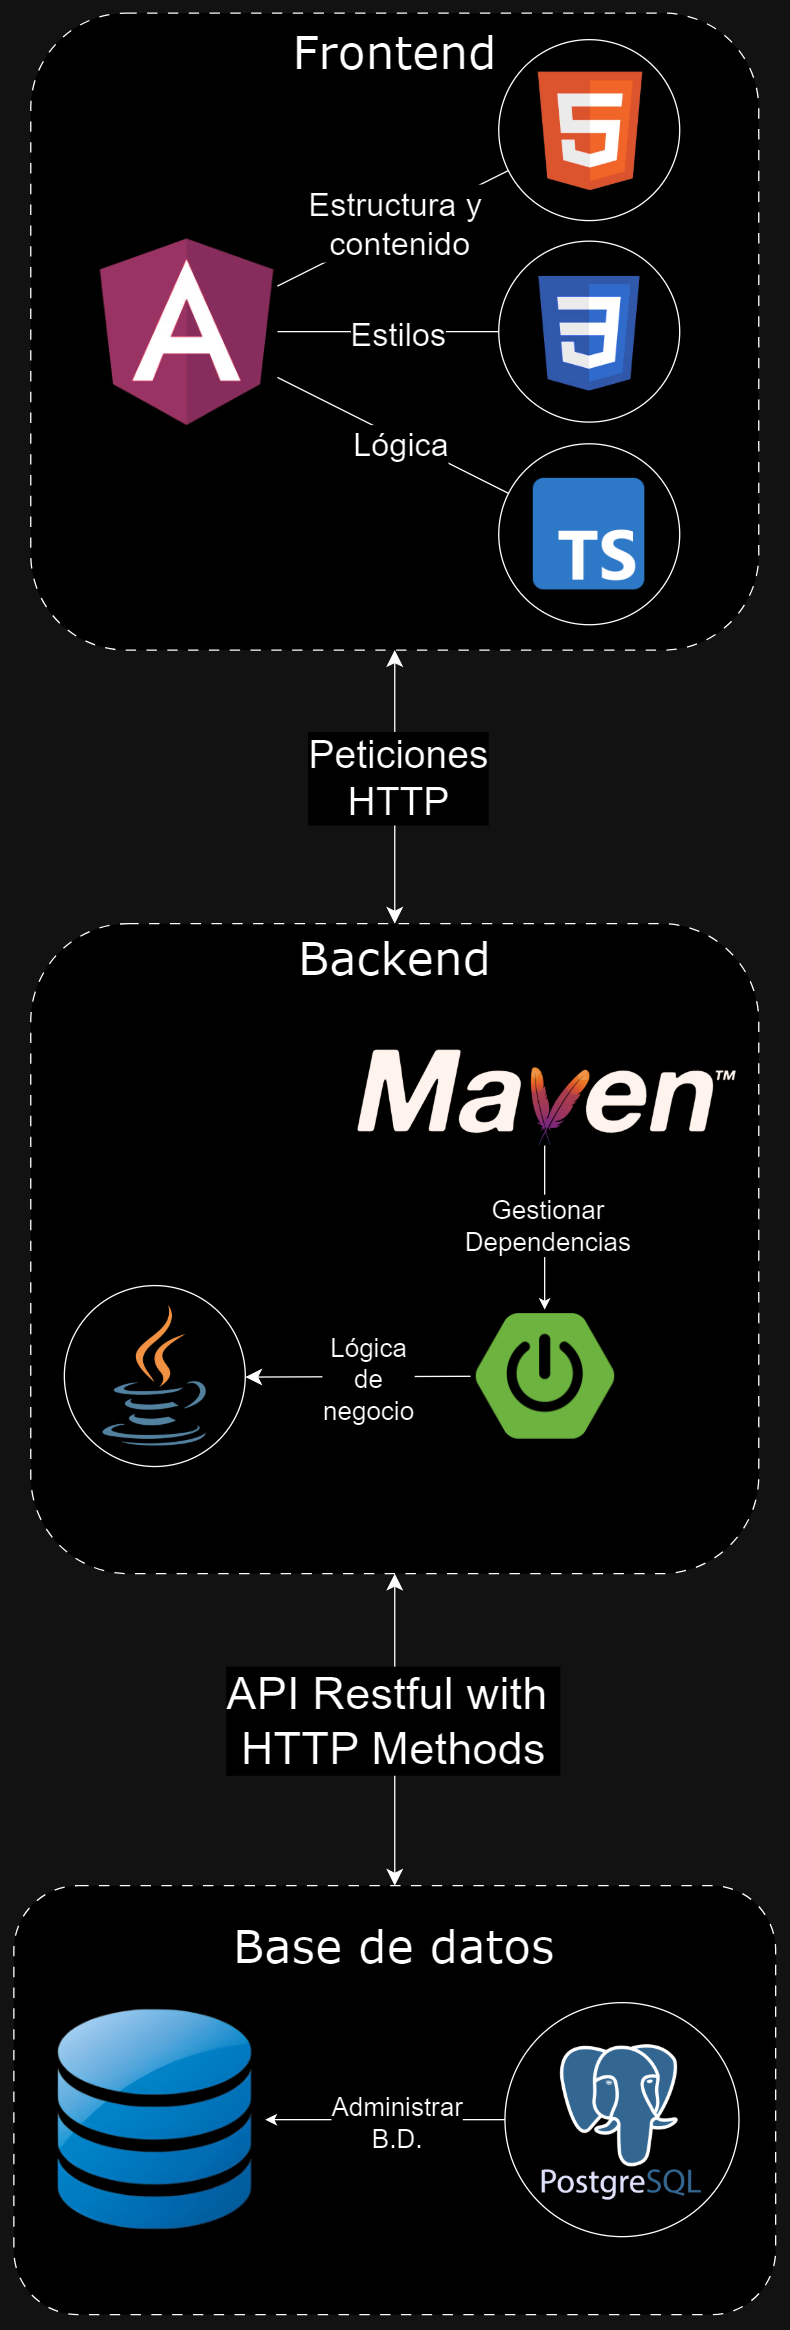 Frontend
Estructura y
contenido
Estilos
Lógica
TS
Peticiones
HTTP
Backend
Maven™
Gestionar
Dependencias
Lógica
de
negocio
API Restful with
HTTP Methods
Base de datos
Administrar
B.D.
PostgreSQL